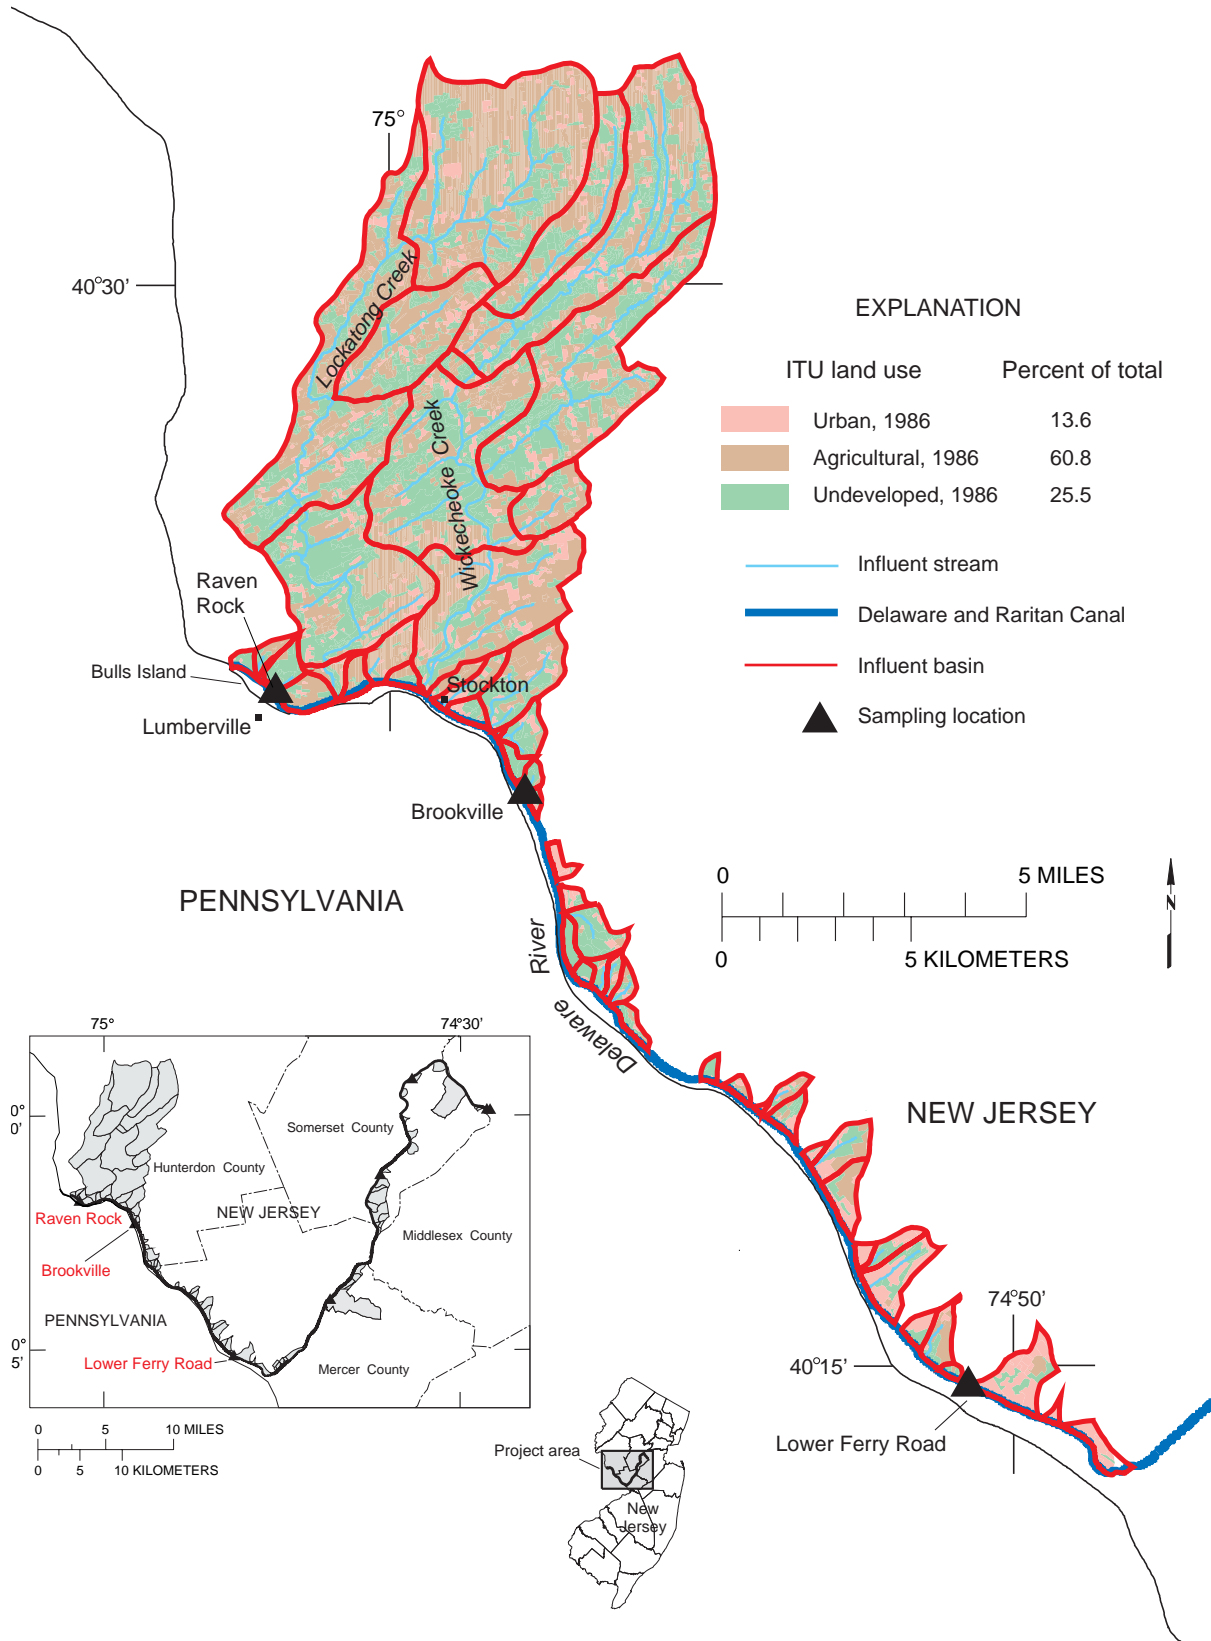 75°
40°30'
Lockatong Creek
Wickecheoke Creek
EXPLANATION
ITU land use Percent of total
Urban, 1986 13.6
Agricultural, 1986 60.8
Undeveloped, 1986 25.5
Influent stream
Delaware and Raritan Canal
Influent basin
Sampling location
Raven
Rock
Bulls Island
Lumberville
Stockton
Brookville
PENNSYLVANIA
0 5 MILES
0 5 KILOMETERS
N
River
Delaware
NEW JERSEY
74°50'
40°15'
Lower Ferry Road
75° 74°30'
0°
0'
Somerset County
Hunterdon County
NEW JERSEY
Raven Rock
Middlesex County
Brookville
PENNSYLVANIA
0°
5'
Lower Ferry Road
Mercer County
0 5 10 MILES
0 5 10 KILOMETERS
Project area
New
Jersey